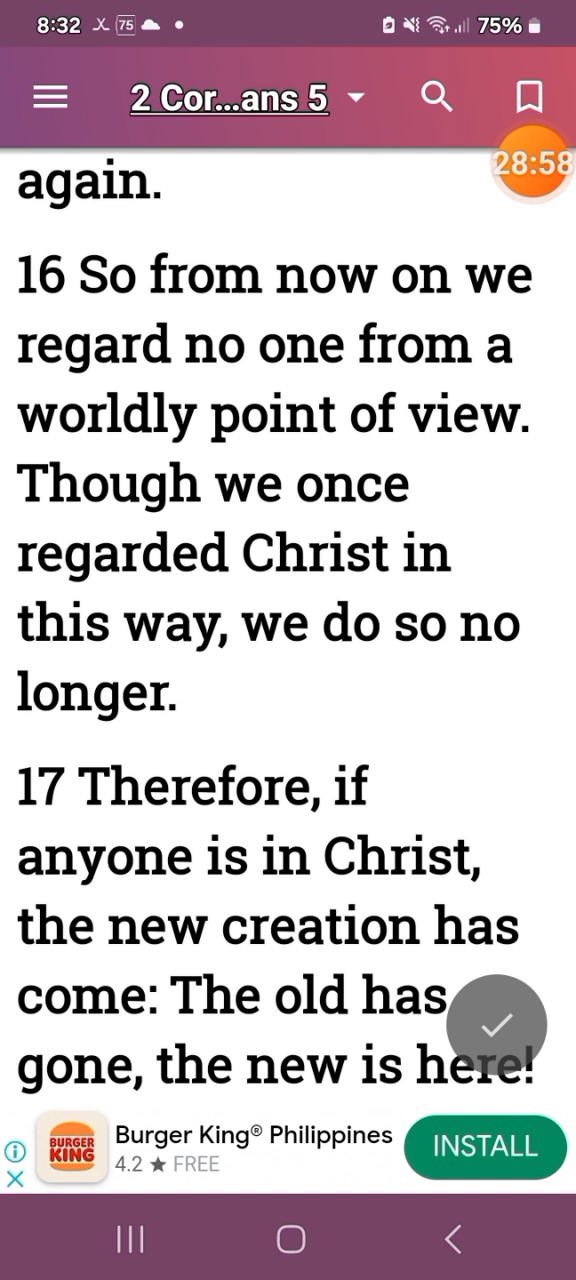 8:32 75 75%
2 Cor...ans 5
28:58
again.
16 So from now on we
regard no one from a
worldly point of view.
Though we once
regarded Christ in
this way, we do so no
longer.
17 Therefore, if
anyone is in Christ,
the new creation has
come: The old has
gone, the new is here!
BURGER
KING
Burger King® Philippines
4.2 ★ FREE
INSTALL